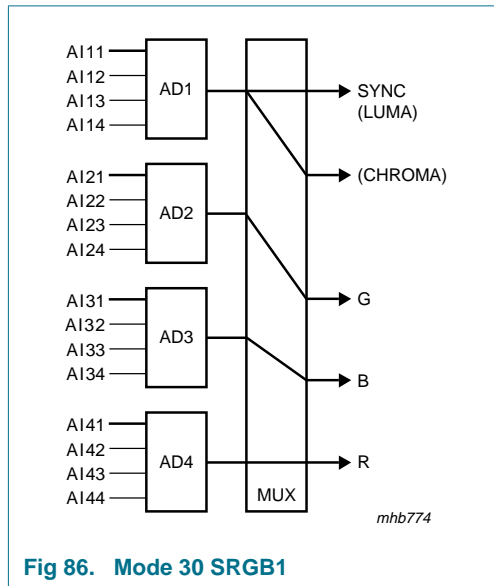 AI11
AI12
AI13
AI14
AD1
SYNC
(LUMA)
(CHROMA)
AI21
AI22
AI23
AI24
AD2
G
AI31
AI32
AI33
AI34
AD3
B
AI41
AI42
AI43
AI44
AD4
R
MUX
mhb774
Fig 86. Mode 30 SRGB1